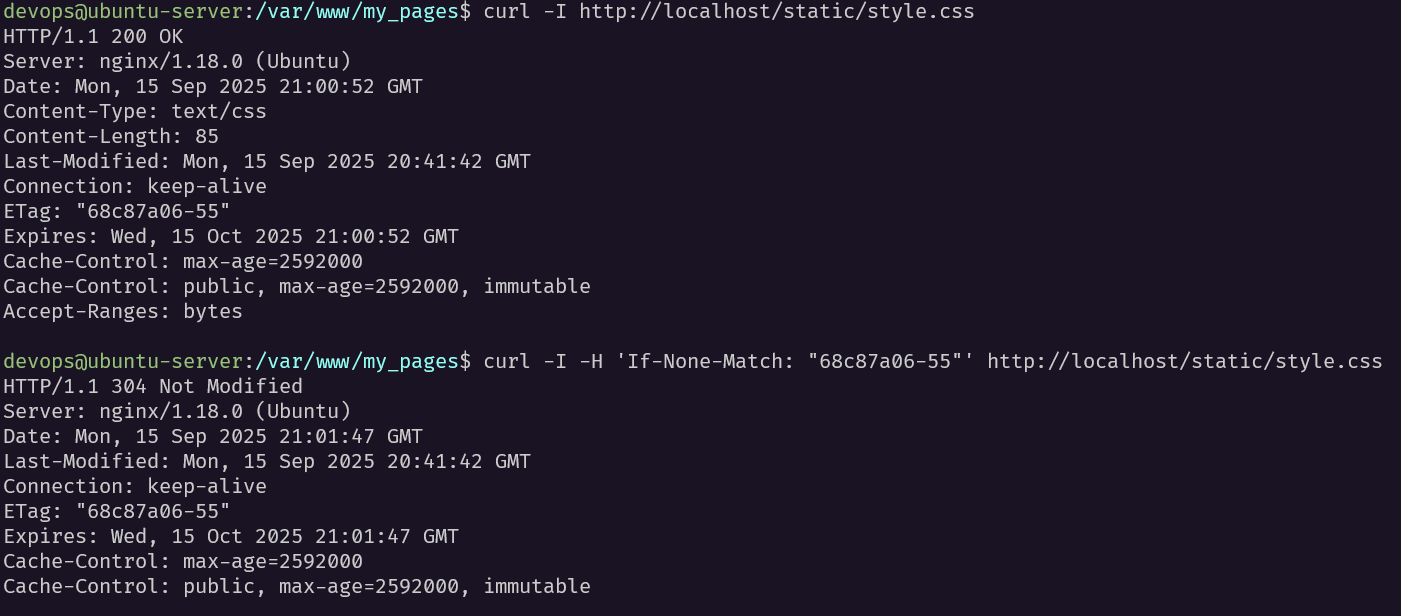 devops@ubuntu-server:/var/www/my_pages$ curl -I http://localhost/static/style.css
HTTP/1.1 200 OK
Server: nginx/1.18.0 (Ubuntu)
Date: Mon, 15 Sep 2025 21:00:52 GMT
Content-Type: text/css
Content-Length: 85
Last-Modified: Mon, 15 Sep 2025 20:41:42 GMT
Connection: keep-alive
ETag: "68c87a06-55"
Expires: Wed, 15 Oct 2025 21:00:52 GMT
Cache-Control: max-age=2592000
Cache-Control: public, max-age=2592000, immutable
Accept-Ranges: bytes

devops@ubuntu-server:/var/www/my_pages$ curl -I -H 'If-None-Match: "68c87a06-55"' http://localhost/static/style.css
HTTP/1.1 304 Not Modified
Server: nginx/1.18.0 (Ubuntu)
Date: Mon, 15 Sep 2025 21:01:47 GMT
Last-Modified: Mon, 15 Sep 2025 20:41:42 GMT
Connection: keep-alive
ETag: "68c87a06-55"
Expires: Wed, 15 Oct 2025 21:01:47 GMT
Cache-Control: max-age=2592000
Cache-Control: public, max-age=2592000, immutable